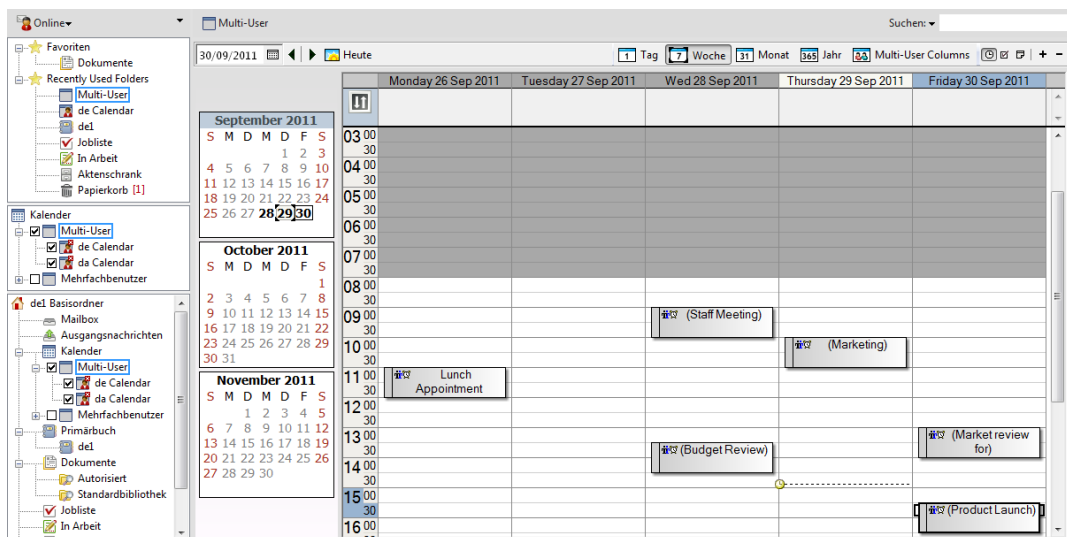 Online
Multi-User
Suchen:
Favoriten
Dokumente
Recently Used Folders
Multi-User
de Calendar
de1
Jobliste
In Arbeit
Aktenschrank
Papierkorb [1]
Kalender
Multi-User
de Calendar
da Calendar
Mehrfachbenutzer
de1 Basisordner
Mailbox
Ausgangsnachrichten
Kalender
Multi-User
de Calendar
da Calendar
Mehrfachbenutzer
Primärbuch
de1
Dokumente
Autorisiert
Standardbibliothek
Jobliste
In Arbeit
30/09/2011
Heute
1 Tag
7 Woche
31 Monat
365 Jahr
Multi-User Columns
September 2011
S M D M D F S
1 2 3
4 5 6 7 8 9 10
11 12 13 14 15 16 17
18 19 20 21 22 23 24
25 26 27 28 29 30
October 2011
S M D M D F S
1
2 3 4 5 6 7 8
9 10 11 12 13 14 15
16 17 18 19 20 21 22
23 24 25 26 27 28 29
30 31
November 2011
S M D M D F S
1 2 3 4 5
6 7 8 9 10 11 12
13 14 15 16 17 18 19
20 21 22 23 24 25 26
27 28 29 30
Monday 26 Sep 2011 Tuesday 27 Sep 2011 Wed 28 Sep 2011 Thursday 29 Sep 2011 Friday 30 Sep 2011
03 00
30
04 00
30
05 00
30
06 00
30
07 00
30
08 00
30
09 00 (Staff Meeting)
30
10 00 (Marketing)
30
11 00 Lunch
30 Appointment
12 00
30
13 00 (Market review
30 for)
(Budget Review)
14 00
30
15 00
30 (Product Launch)
16 00